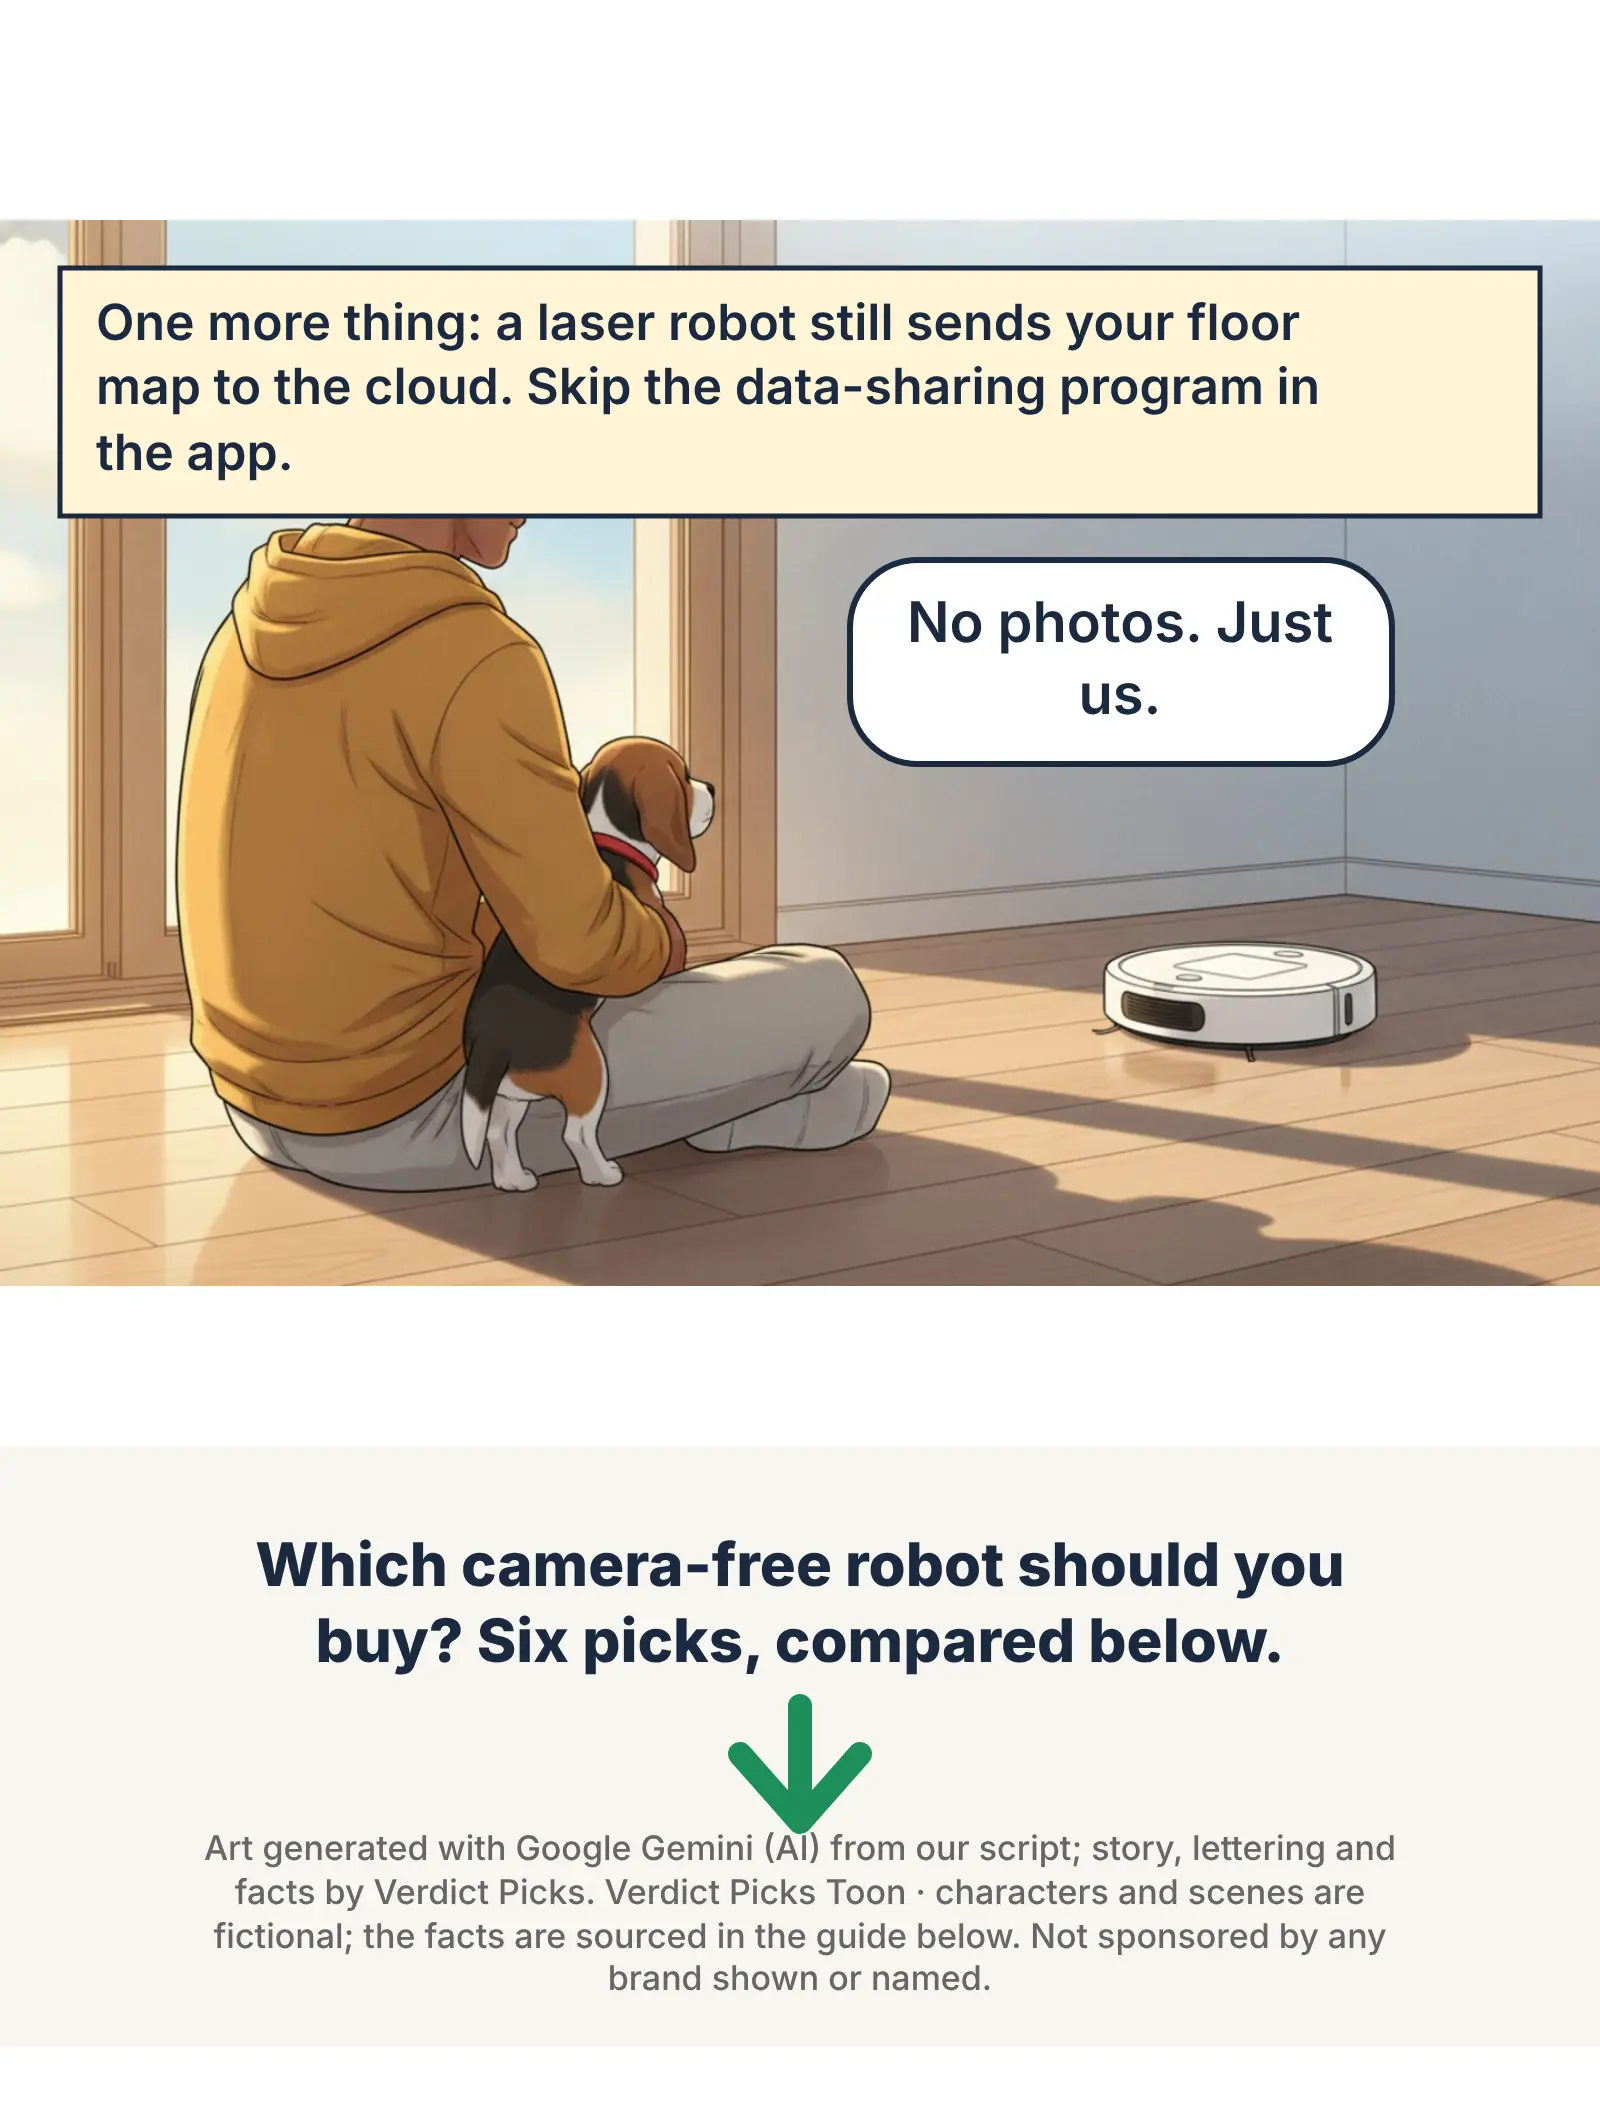 One more thing: a laser robot still sends your floor
map to the cloud. Skip the data-sharing program in
the app.
No photos. Just
us.
Which camera-free robot should you
buy? Six picks, compared below.
Art generated with Google Gemini (AI) from our script; story, lettering and
facts by Verdict Picks. Verdict Picks Toon · characters and scenes are
fictional; the facts are sourced in the guide below. Not sponsored by any
brand shown or named.